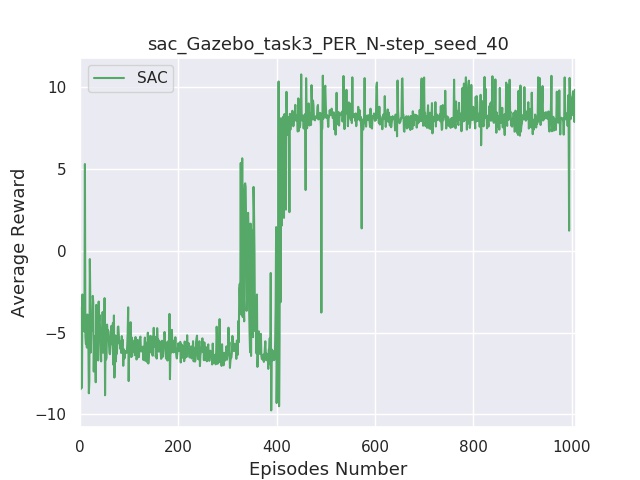 sac_Gazebo_task3_PER_N-step_seed_40
SAC
Average Reward
10
5
0
−5
−10
0 200 400 600 800 1000
Episodes Number